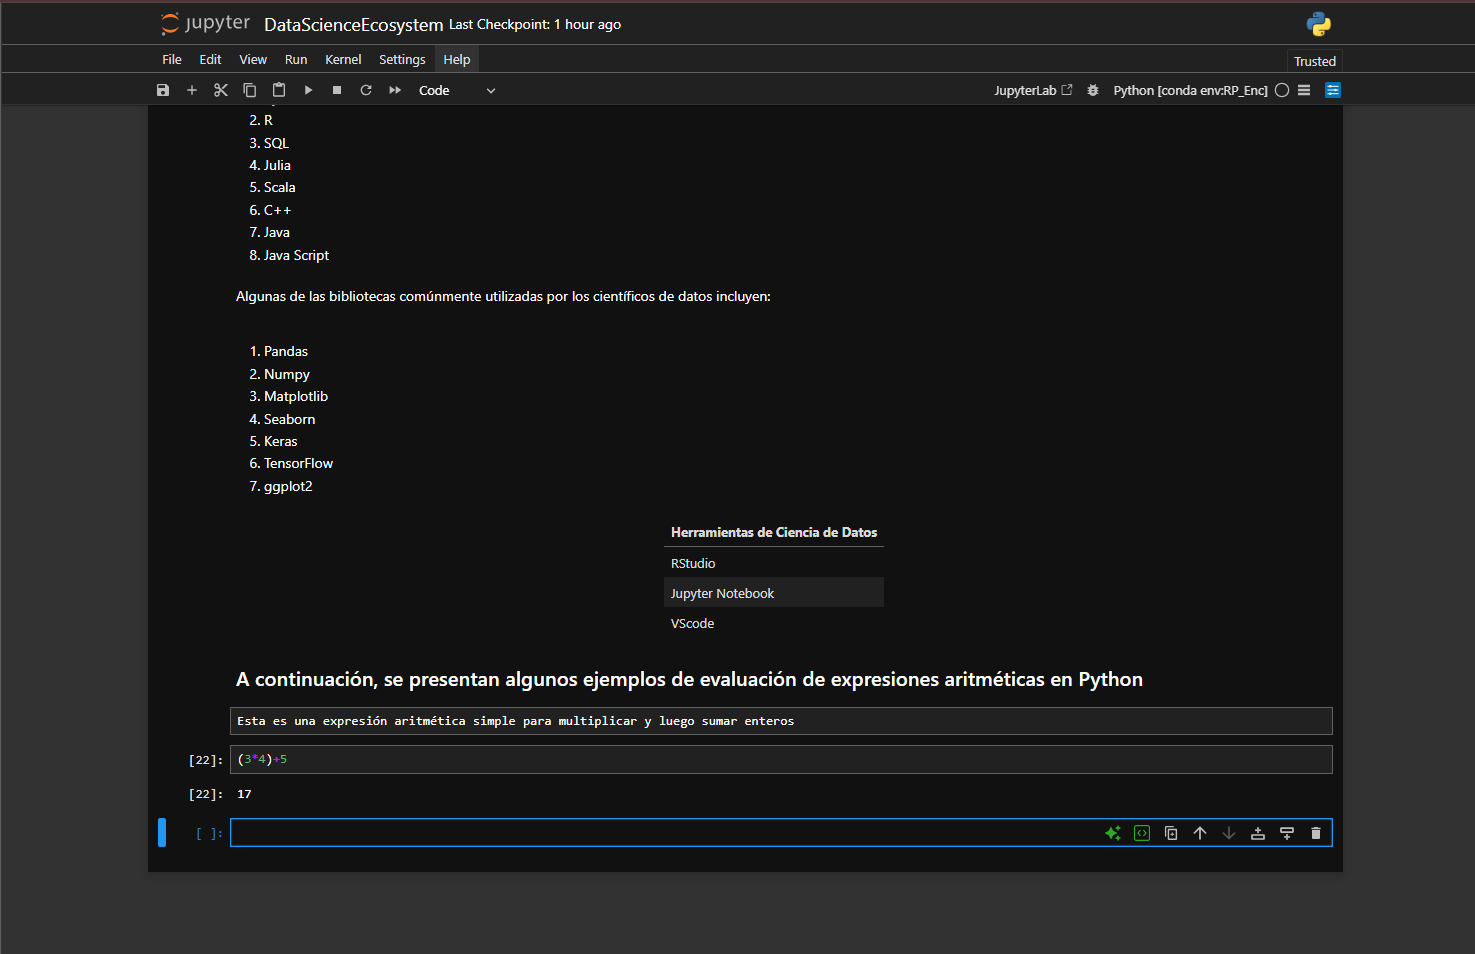 jupyter DataScienceEcosystem Last Checkpoint: 1 hour ago
File Edit View Run Kernel Settings Help
Trusted
Code JupyterLab Python [conda env:RP_Enc]
2. R
3. SQL
4. Julia
5. Scala
6. C++
7. Java
8. Java Script
Algunas de las bibliotecas comúnmente utilizadas por los científicos de datos incluyen:
1. Pandas
2. Numpy
3. Matplotlib
4. Seaborn
5. Keras
6. TensorFlow
7. ggplot2
Herramientas de Ciencia de Datos
RStudio
Jupyter Notebook
VScode
A continuación, se presentan algunos ejemplos de evaluación de expresiones aritméticas en Python
Esta es una expresión aritmética simple para multiplicar y luego sumar enteros
[22]: (3*4)+5
[22]: 17
[ ]: